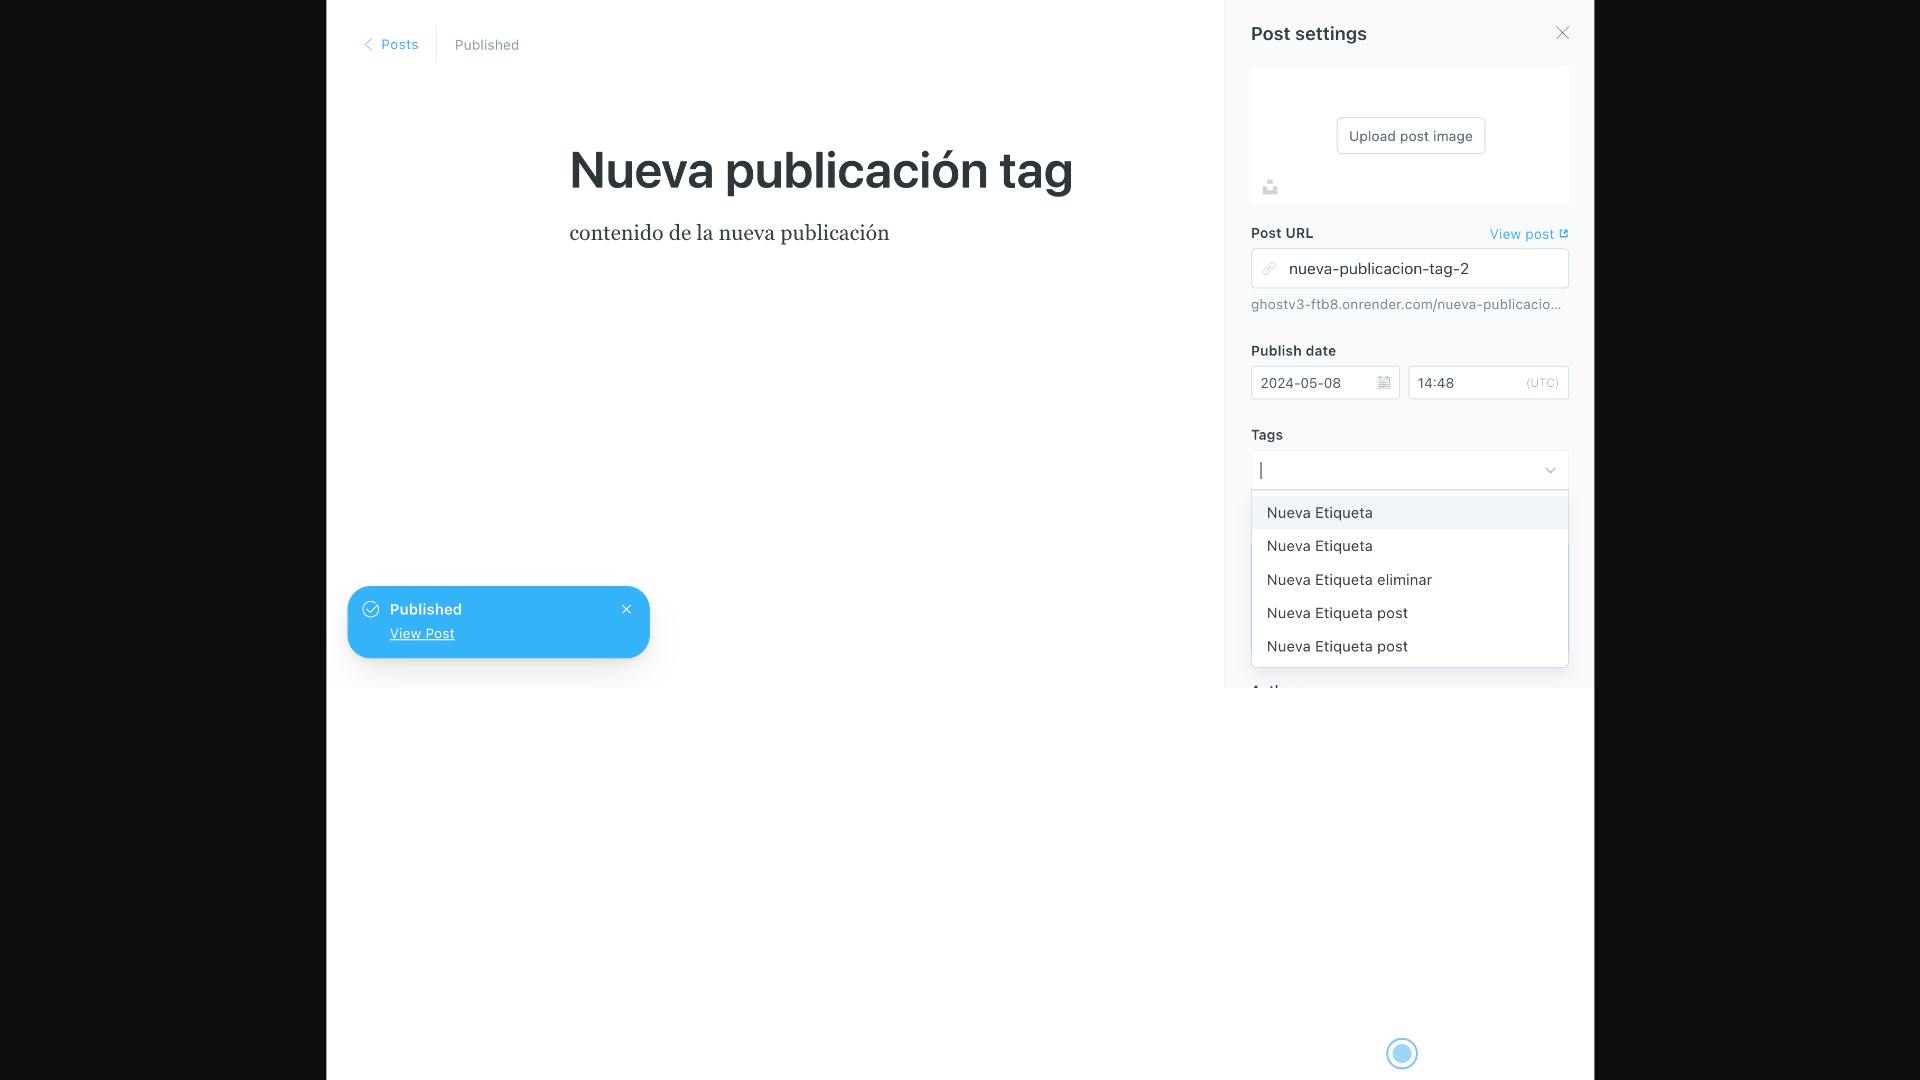 Posts
Published
Nueva publicación tag
contenido de la nueva publicación
Published
View Post
Post settings
Upload post image
Post URL
View post
nueva-publicacion-tag-2
ghostv3-ftb8.onrender.com/nueva-publicacio...
Publish date
2024-05-08
14:48
(UTC)
Tags
Nueva Etiqueta
Nueva Etiqueta
Nueva Etiqueta eliminar
Nueva Etiqueta post
Nueva Etiqueta post